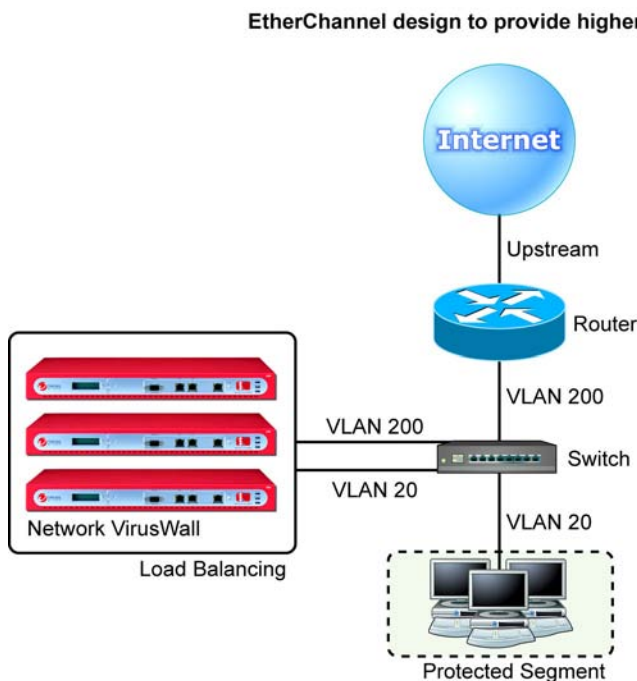 EtherChannel design to provide higher
Internet
Upstream
Router
VLAN 200
VLAN 200
Switch
VLAN 20
VLAN 20
Network VirusWall
Load Balancing
Protected Segment